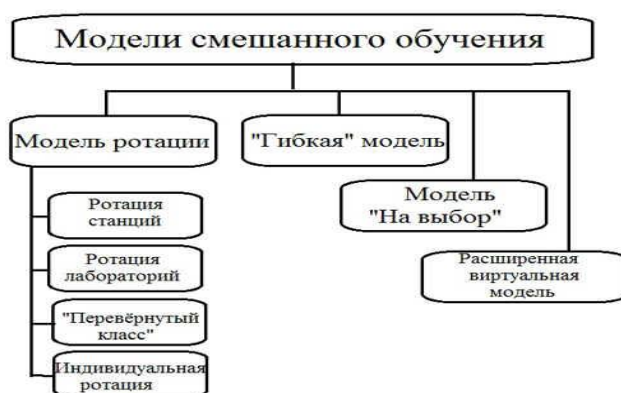 Модели смешанного обучения
Модель ротации
"Гибкая" модель
Модель
"На выбор"
Расширенная
виртуальная
модель
Ротация
станций
Ротация
лабораторий
"Перевёрнутый
класс"
Индивидуальная
ротация